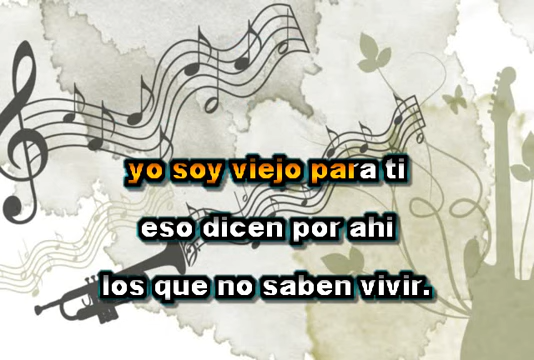 yo soy viejo para ti
eso dicen por ahi
los que no saben vivir.